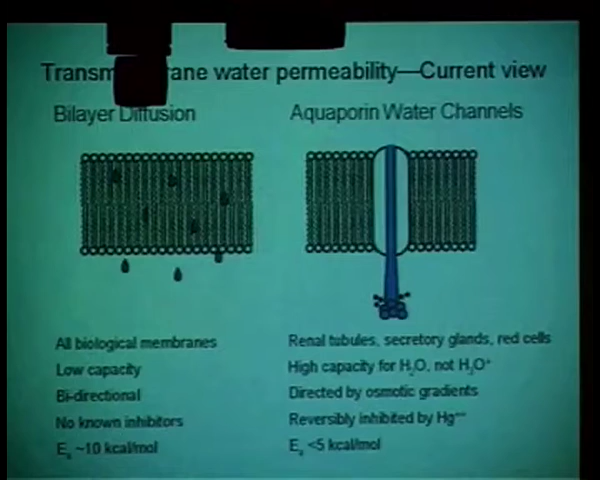 Transm rane water permeability—Current view
Bilayer Diffusion
Aquaporin Water Channels
All biological membranes
Low capacity
Bi-directional
No known inhibitors
Eₐ ~10 kcal/mol
Renal tubules, secretory glands, red cells
High capacity for H₂O, not H₃O⁺
Directed by osmotic gradients
Reversibly inhibited by Hg⁺⁺
Eₐ <5 kcal/mol